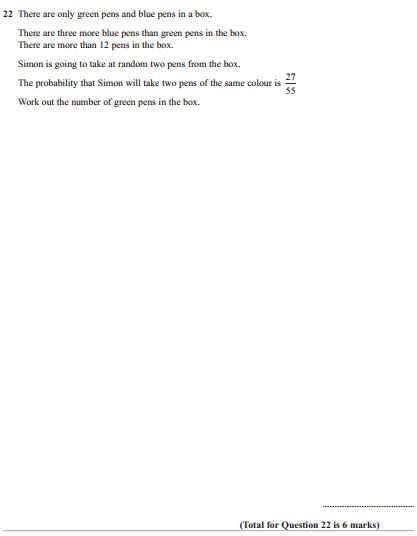 22 There are only green pens and blue pens in a box.
There are three more blue pens than green pens in the box.
There are more than 12 pens in the box.
Simon is going to take at random two pens from the box.
The probability that Simon will take two pens of the same colour is 27/55
Work out the number of green pens in the box.
(Total for Question 22 is 6 marks)